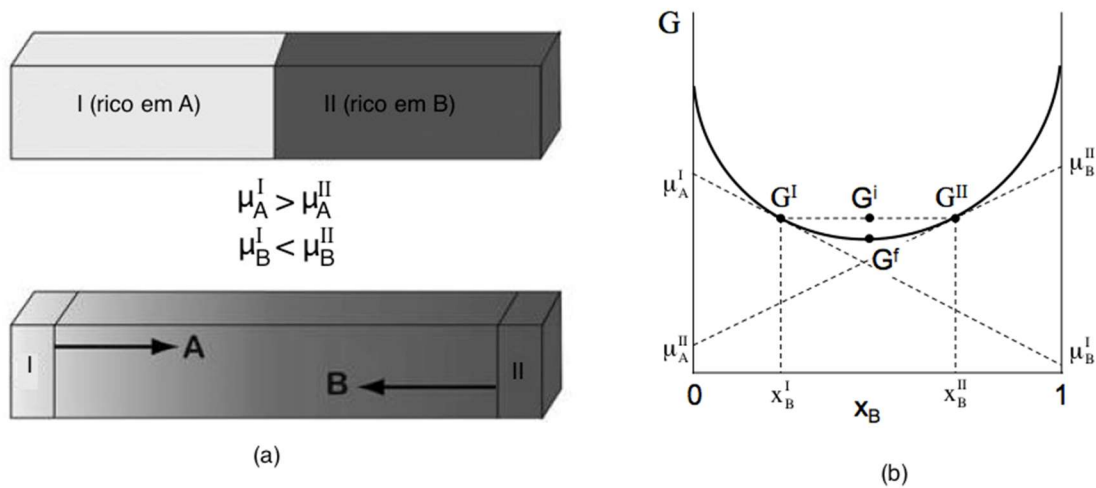 I (rico em A)
II (rico em B)
μ_A^I > μ_A^II
μ_B^I < μ_B^II
I
A
B
II
(a)
G
μ_A^I
μ_B^II
G^I
G^i
G^II
G^f
μ_A^II
μ_B^I
0
x_B^I
x_B
x_B^II
1
(b)